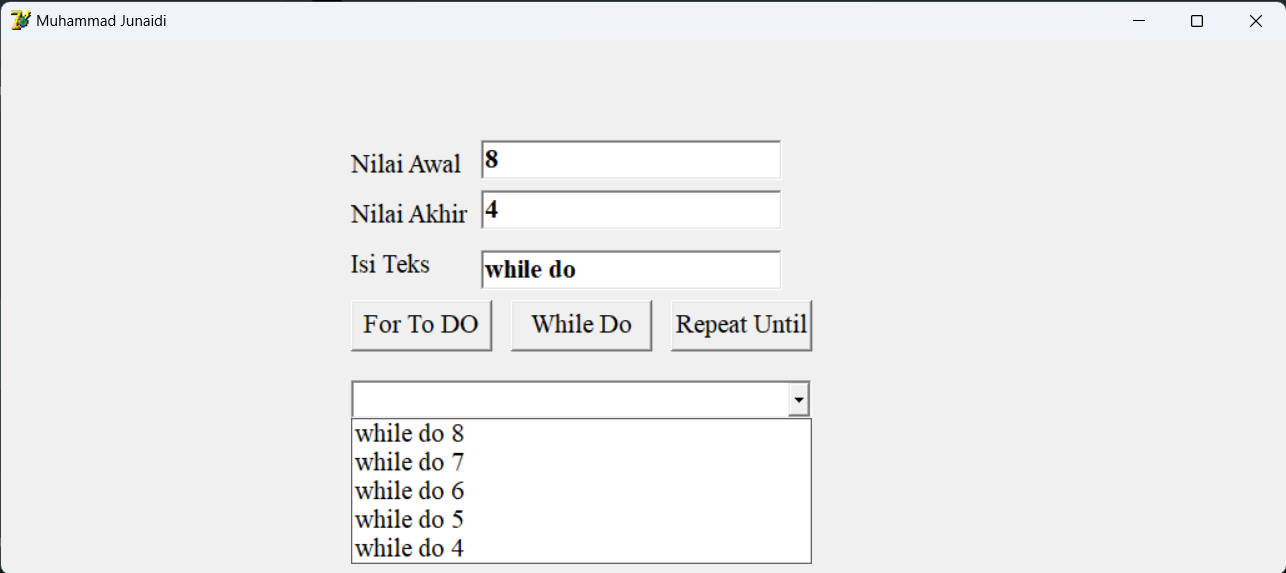 Muhammad Junaidi
Nilai Awal 8
Nilai Akhir 4
Isi Teks while do
For To DO While Do Repeat Until
while do 8
while do 7
while do 6
while do 5
while do 4